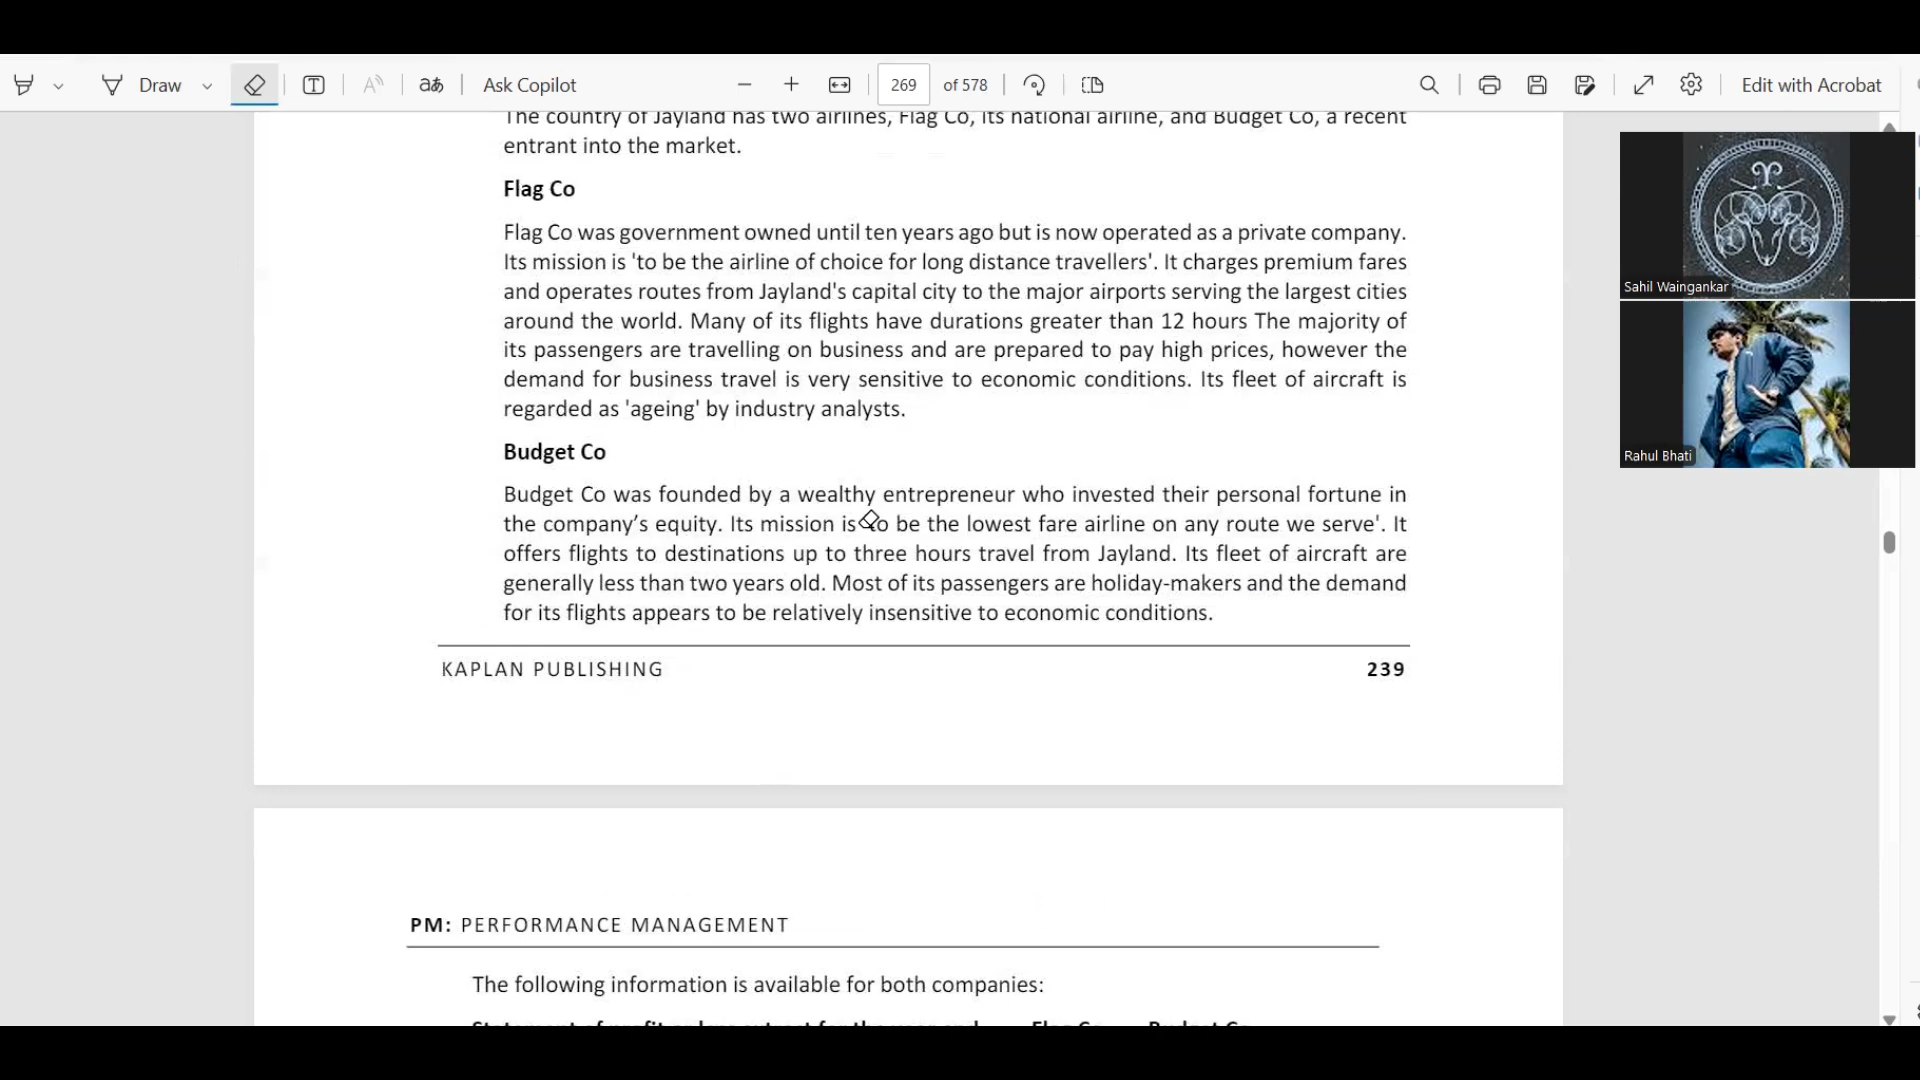 Draw
Ask Copilot
269 of 578
Edit with Acrobat
The country of Jayland has two airlines, Flag Co, its national airline, and Budget Co, a recent
entrant into the market.
Flag Co
Flag Co was government owned until ten years ago but is now operated as a private company.
Its mission is 'to be the airline of choice for long distance travellers'. It charges premium fares
and operates routes from Jayland's capital city to the major airports serving the largest cities
around the world. Many of its flights have durations greater than 12 hours The majority of
its passengers are travelling on business and are prepared to pay high prices, however the
demand for business travel is very sensitive to economic conditions. Its fleet of aircraft is
regarded as 'ageing' by industry analysts.
Budget Co
Budget Co was founded by a wealthy entrepreneur who invested their personal fortune in
the company’s equity. Its mission is 'to be the lowest fare airline on any route we serve'. It
offers flights to destinations up to three hours travel from Jayland. Its fleet of aircraft are
generally less than two years old. Most of its passengers are holiday-makers and the demand
for its flights appears to be relatively insensitive to economic conditions.
KAPLAN PUBLISHING 239
PM: PERFORMANCE MANAGEMENT
The following information is available for both companies:
Sahil Waingankar
Rahul Bhati